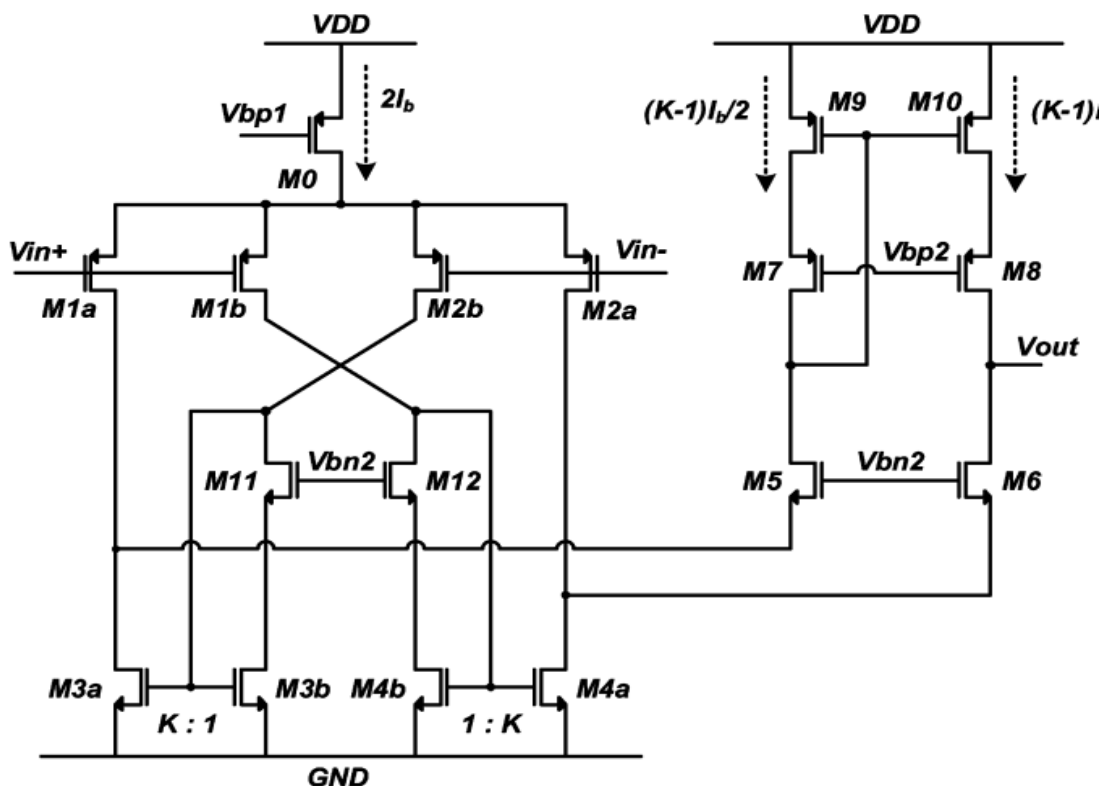 VDD
VDD
Vbp1
2Ib
M0
(K-1)Ib/2
M9
M10
(K-1)I
Vin+
Vin-
M1a
M1b
M2b
M2a
M7
Vbp2
M8
Vout
M11
Vbn2
M12
M5
Vbn2
M6
M3a
M3b
M4b
M4a
K : 1
1 : K
GND